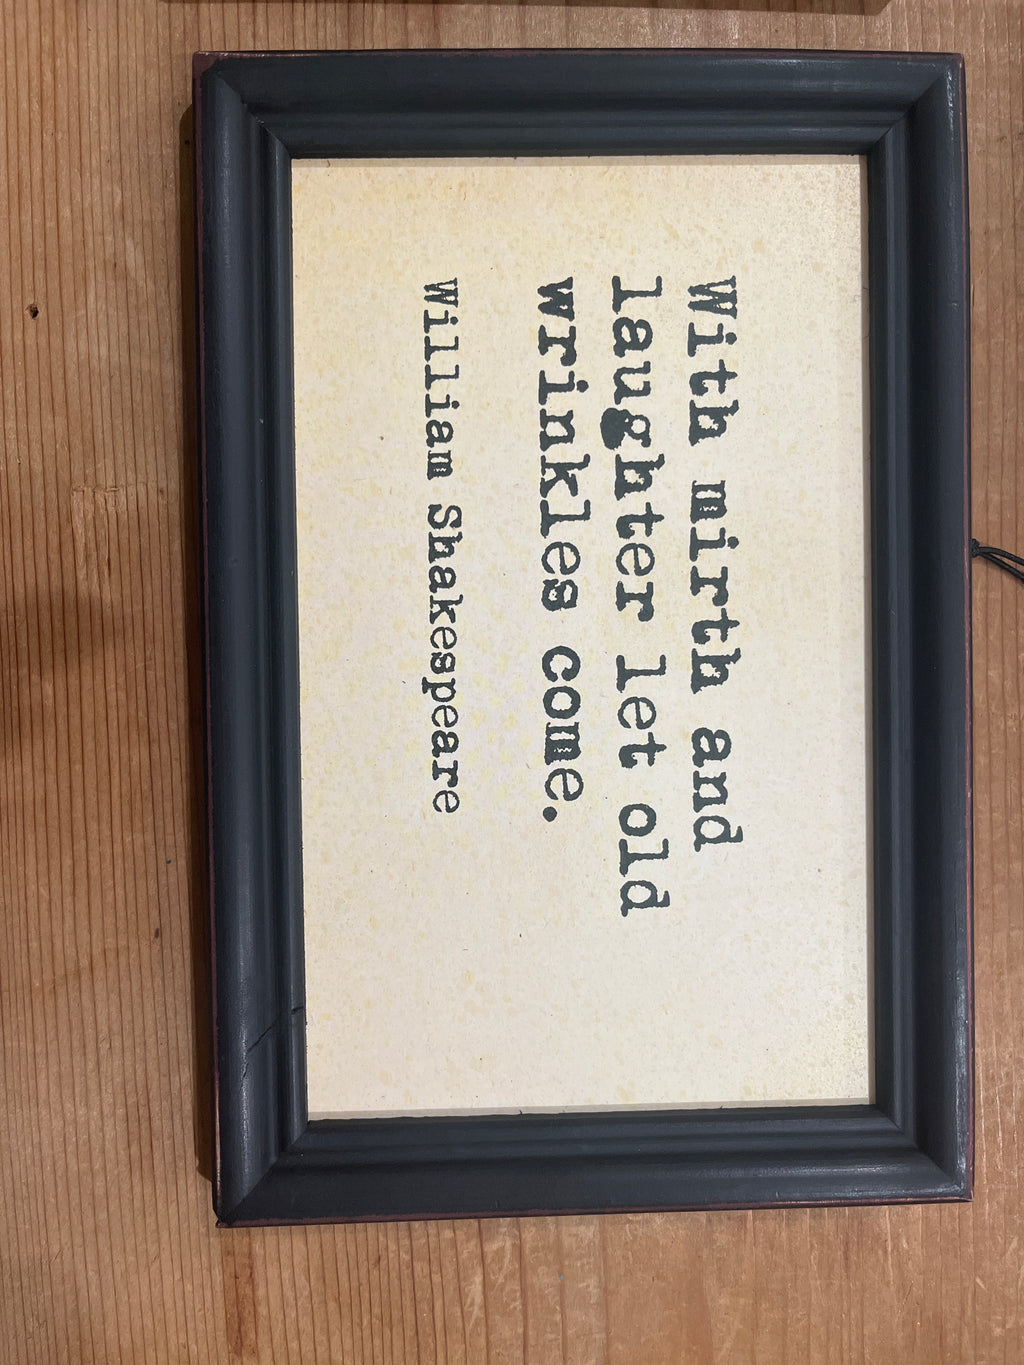 With mirth and
laughter let old
wrinkles come.
William Shakespeare